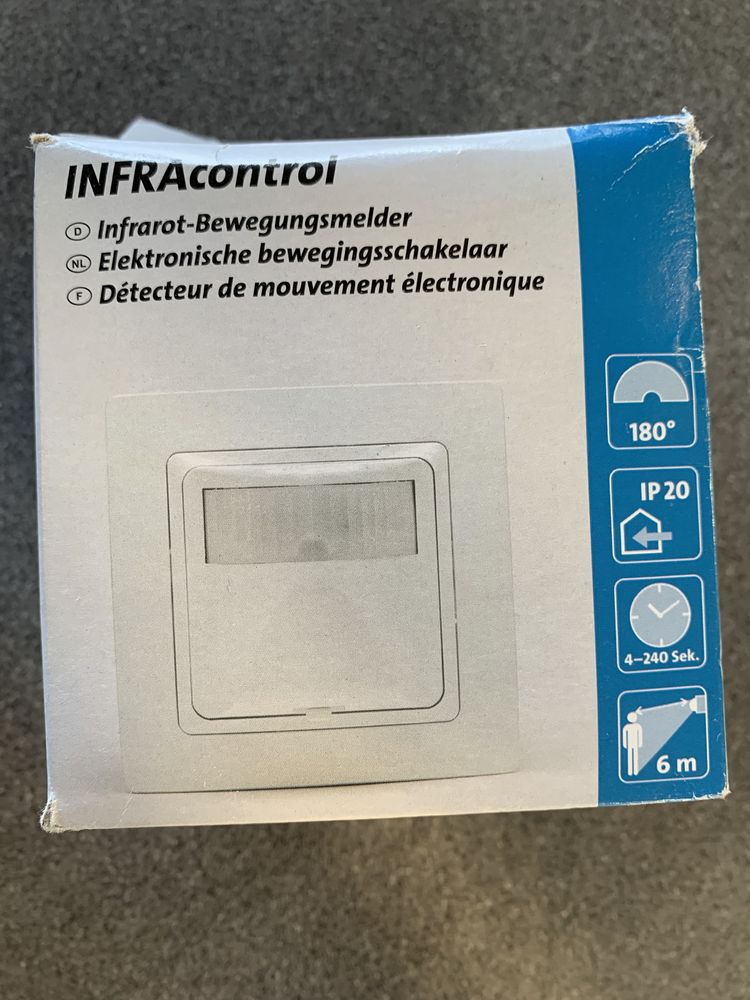 INFRAcontrol
D Infrarot-Bewegungsmelder
NL Elektronische bewegingsschakelaar
F Détecteur de mouvement électronique
180°
IP 20
4–240 Sek.
6 m